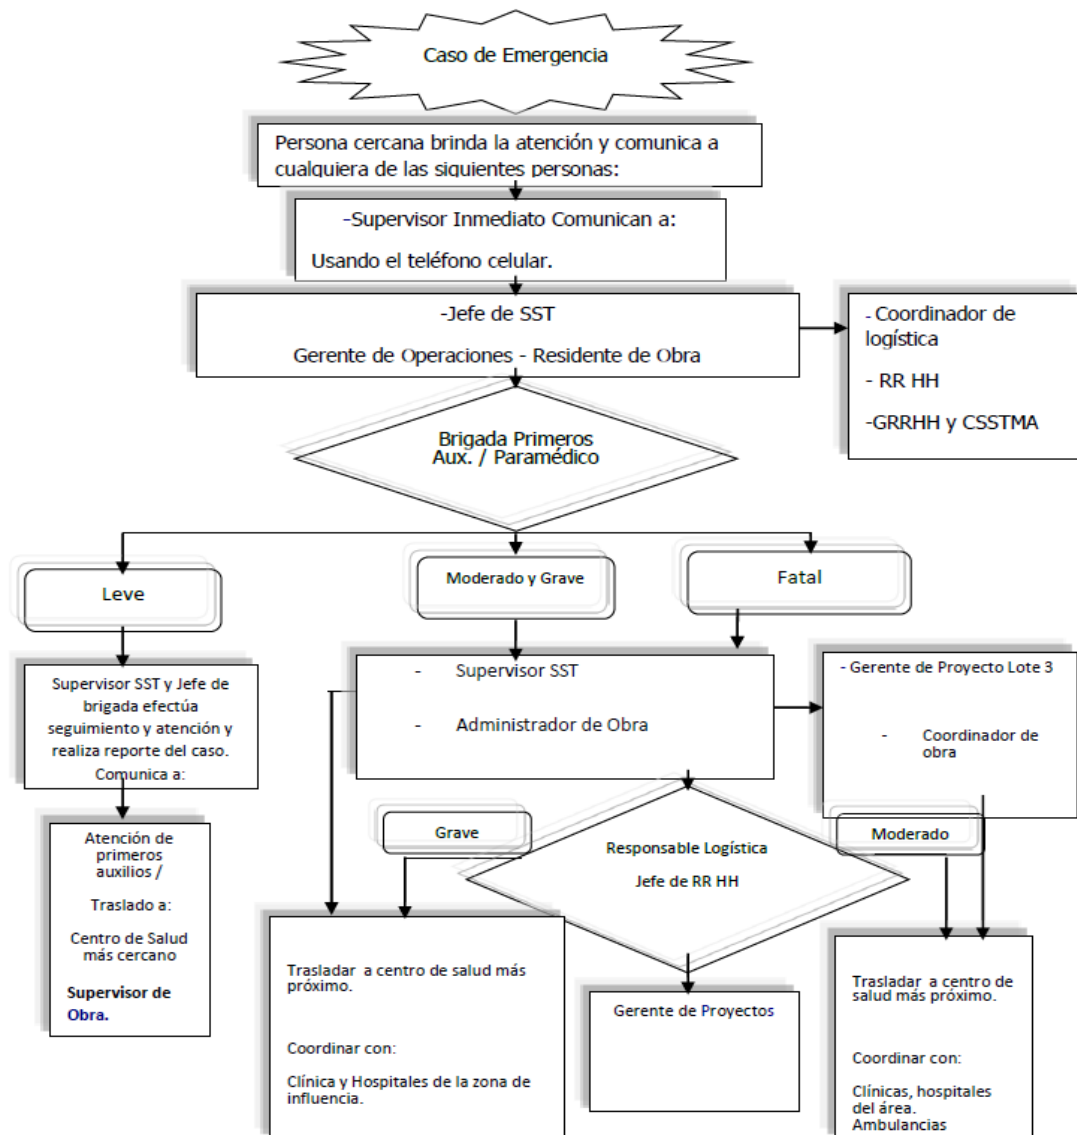 Caso de Emergencia
Persona cercana brinda la atención y comunica a
cualquiera de las siguientes personas:
-Supervisor Inmediato Comunican a:
Usando el teléfono celular.
-Jefe de SST
Gerente de Operaciones - Residente de Obra
- Coordinador de
logística
- RR HH
-GRRHH y CSSTMA
Brigada Primeros
Aux. / Paramédico
Leve
Moderado y Grave
Fatal
Supervisor SST y Jefe de
brigada efectúa
seguimiento y atención y
realiza reporte del caso.
Comunica a:
- Supervisor SST
- Administrador de Obra
- Gerente de Proyecto Lote 3
- Coordinador de
obra
Atención de
primeros
auxilios /
Traslado a:
Centro de Salud
más cercano
Supervisor de
Obra.
Grave
Responsable Logística
Jefe de RR HH
Moderado
Trasladar a centro de salud más
próximo.
Coordinar con:
Clínica y Hospitales de la zona de
influencia.
Gerente de Proyectos
Trasladar a centro de
salud más próximo.
Coordinar con:
Clínicas, hospitales
del área.
Ambulancias